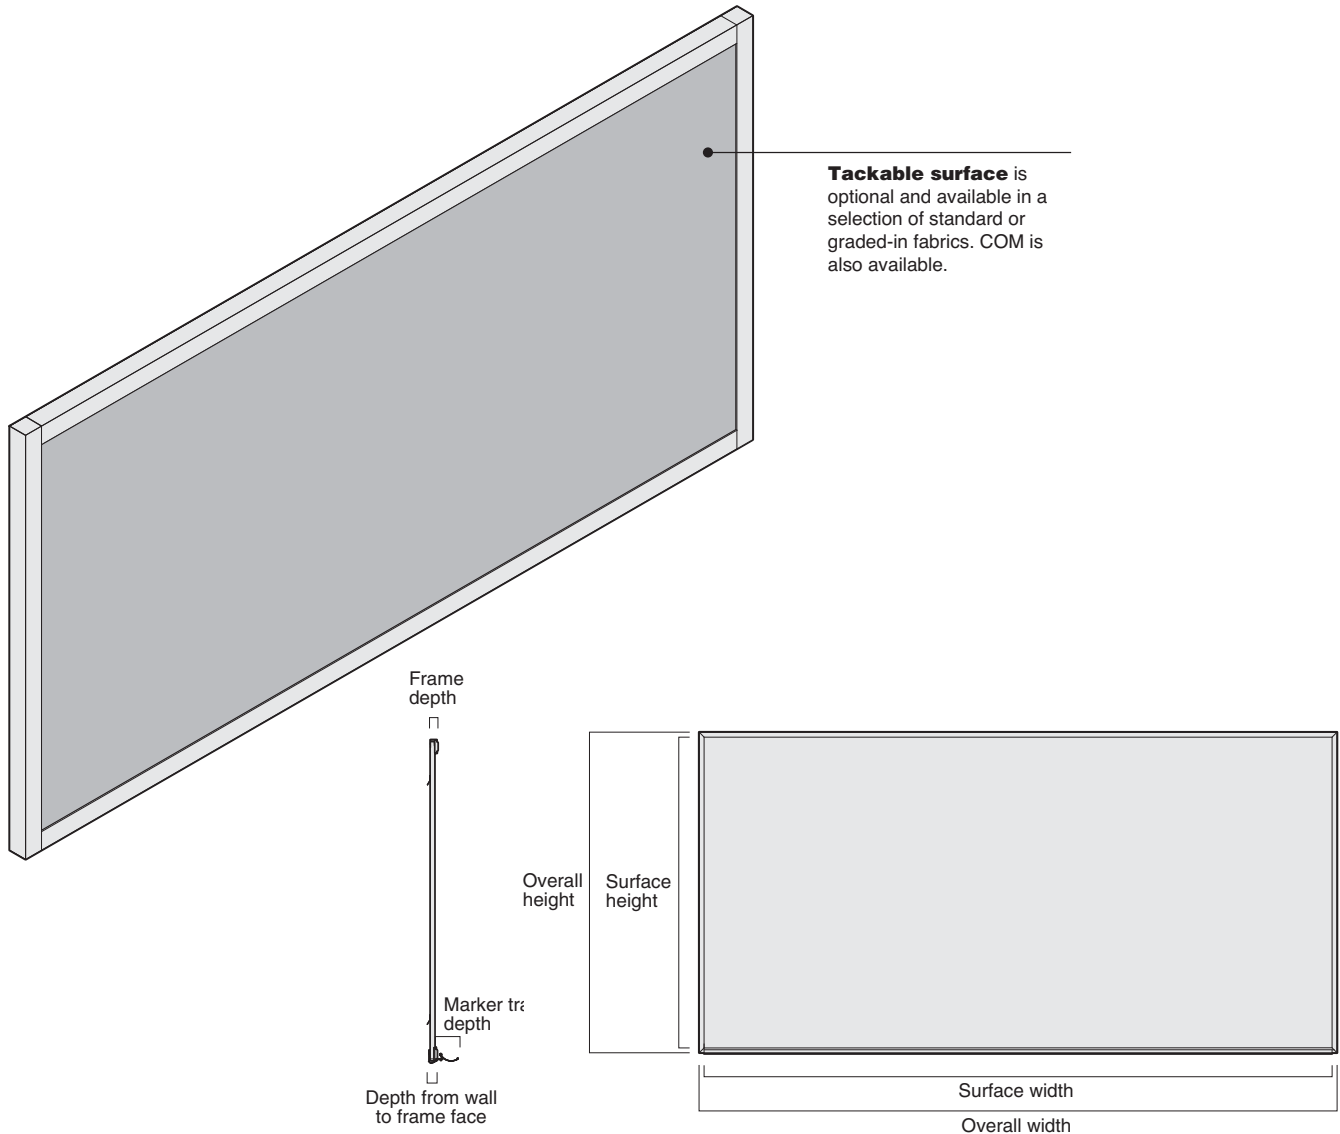 Tackable surface is
optional and available in a
selection of standard or
graded-in fabrics. COM is
also available.
Frame
depth
Overall
height
Surface
height
Marker
depth
Depth from wall
to frame face
Surface width
Overall width